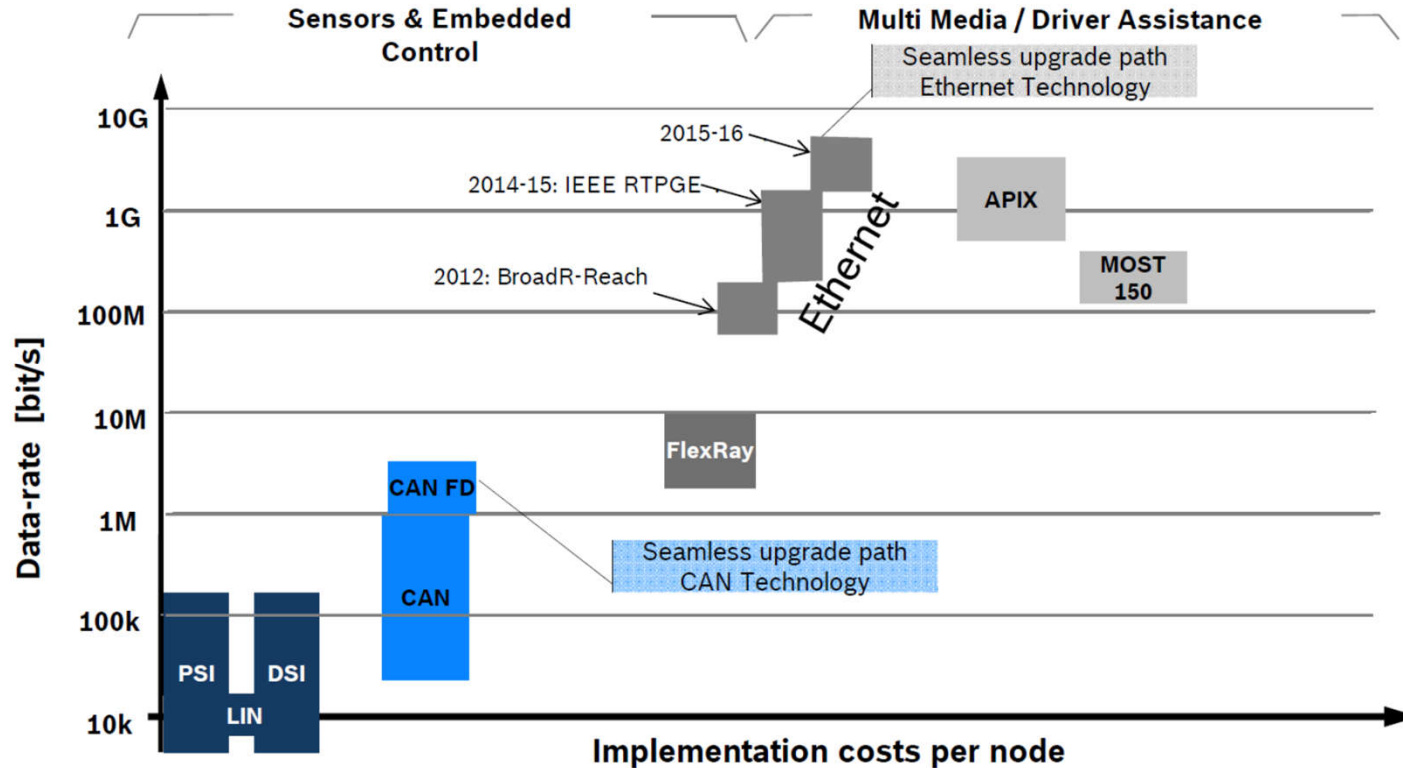 Sensors & Embedded
Control
Multi Media / Driver Assistance
Seamless upgrade path
Ethernet Technology
10G
2015-16
2014-15: IEEE RTPGE
APIX
1G
Ethernet
MOST
150
2012: BroadR-Reach
100M
Data-rate [bit/s]
10M
FlexRay
CAN FD
1M
Seamless upgrade path
CAN Technology
CAN
100k
PSI
DSI
LIN
10k
Implementation costs per node